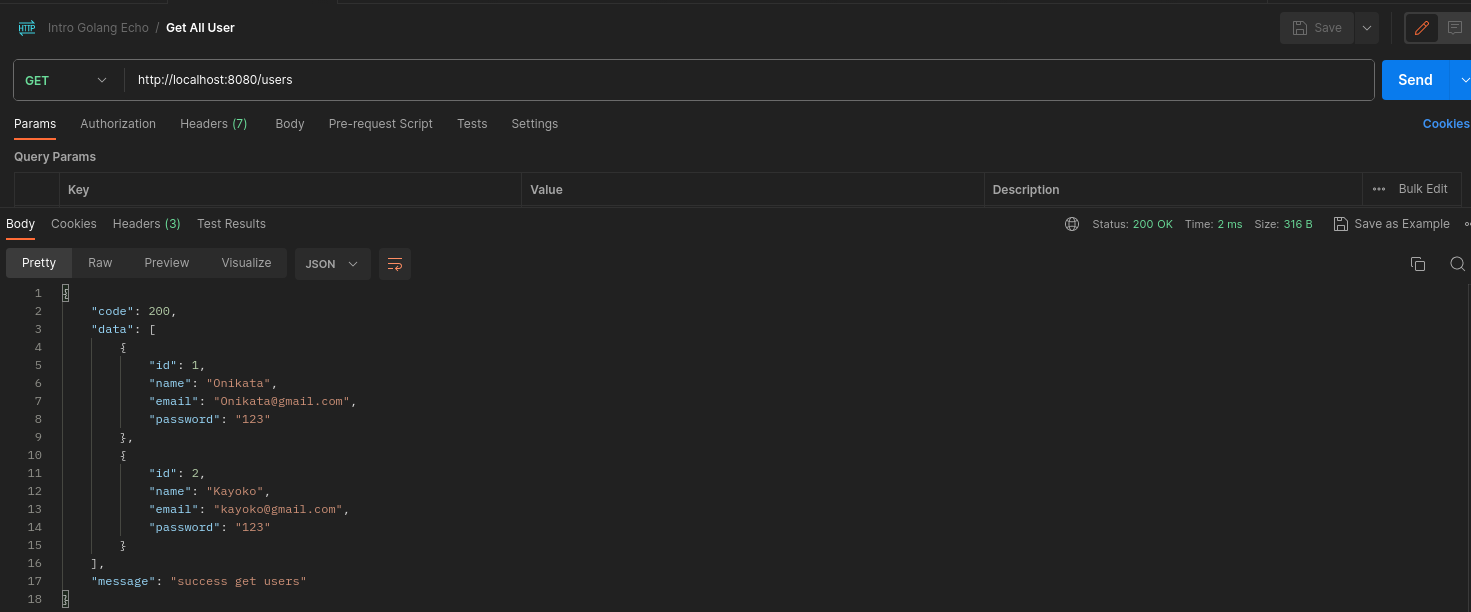 HTTP Intro Golang Echo / Get All User Save
GET http://localhost:8080/users Send
Params Authorization Headers (7) Body Pre-request Script Tests Settings Cookies
Query Params
Key Value Description ••• Bulk Edit
Body Cookies Headers (3) Test Results Status: 200 OK Time: 2 ms Size: 316 B Save as Example
Pretty Raw Preview Visualize JSON
1 {
2 "code": 200,
3 "data": [
4 {
5 "id": 1,
6 "name": "Onikata",
7 "email": "Onikata@gmail.com",
8 "password": "123"
9 },
10 {
11 "id": 2,
12 "name": "Kayoko",
13 "email": "kayoko@gmail.com",
14 "password": "123"
15 }
16 ],
17 "message": "success get users"
18 }